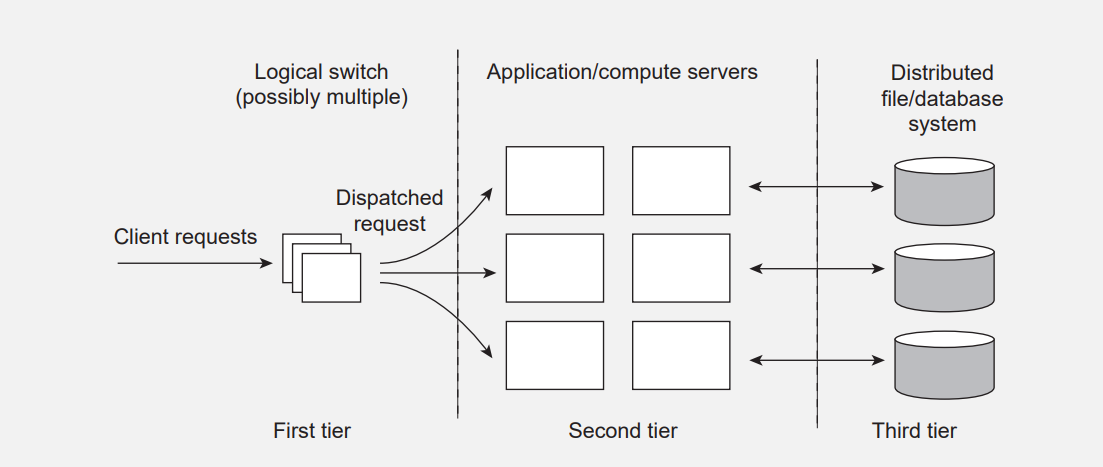 Logical switch
(possibly multiple)
Application/compute servers
Distributed
file/database
system
Dispatched
request
Client requests
First tier
Second tier
Third tier